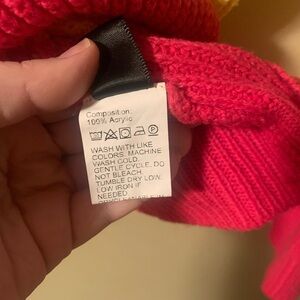 Composition:
100% Acrylic
WASH WITH LIKE
COLORS. MACHINE
WASH COLD.
GENTLE CYCLE. DO
NOT BLEACH.
TUMBLE DRY LOW.
LOW IRON IF
NEEDED